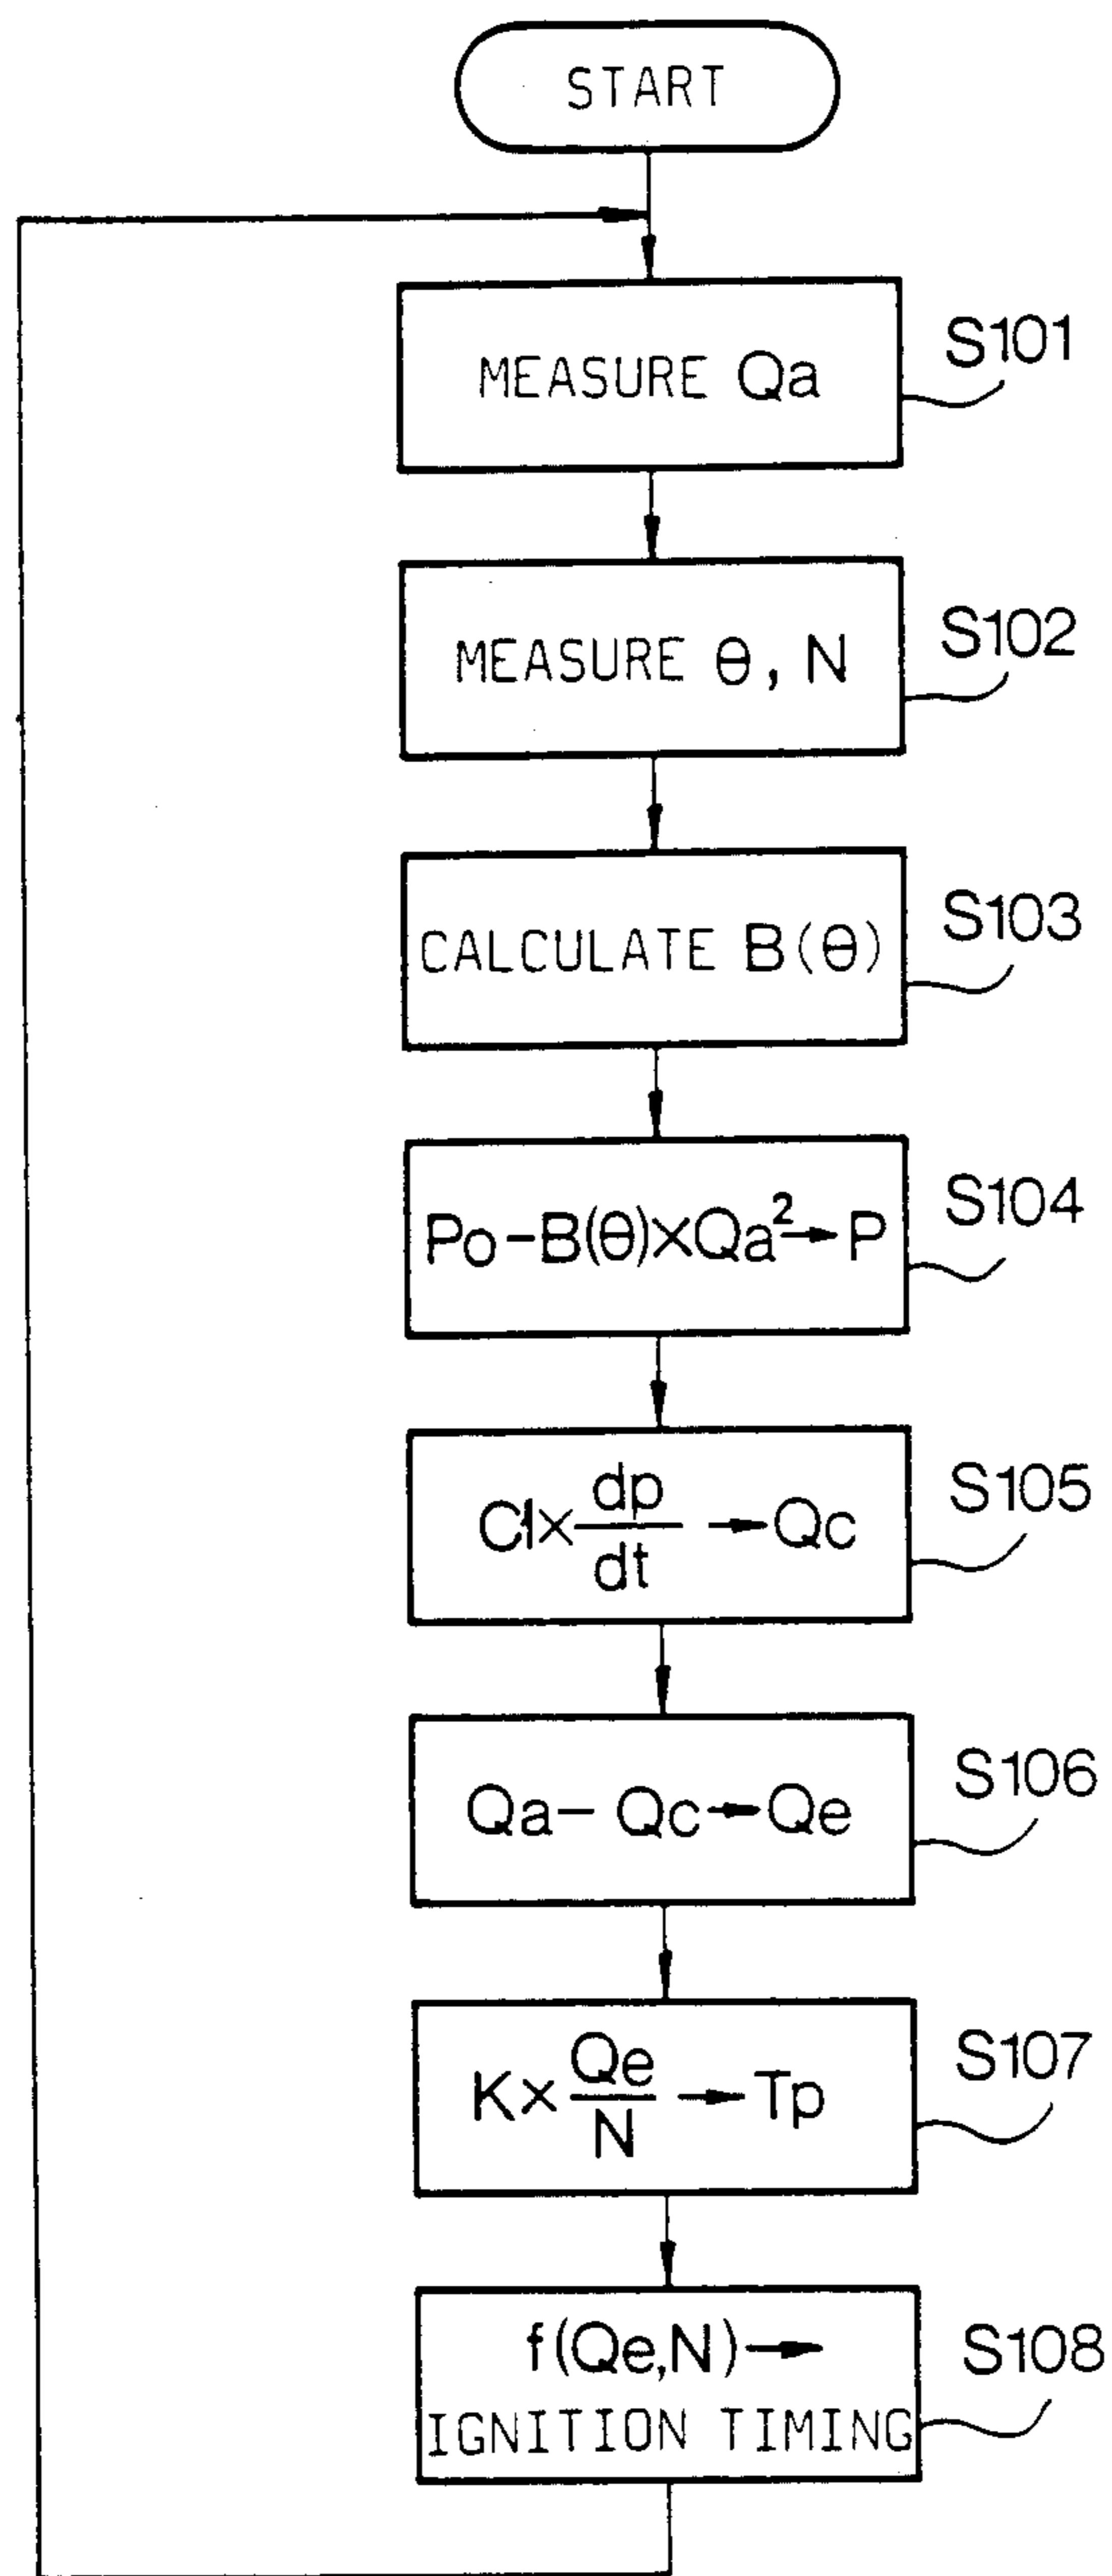 START
MEASURE Qa
S101
MEASURE θ, N
S102
CALCULATE B(θ)
S103
Po-B(θ)×Qa²→P
S104
C1×dp/dt→Qc
S105
Qa-Qc→Qe
S106
K×Qe/N→Tp
S107
f(Qe,N)→
IGNITION TIMING
S108